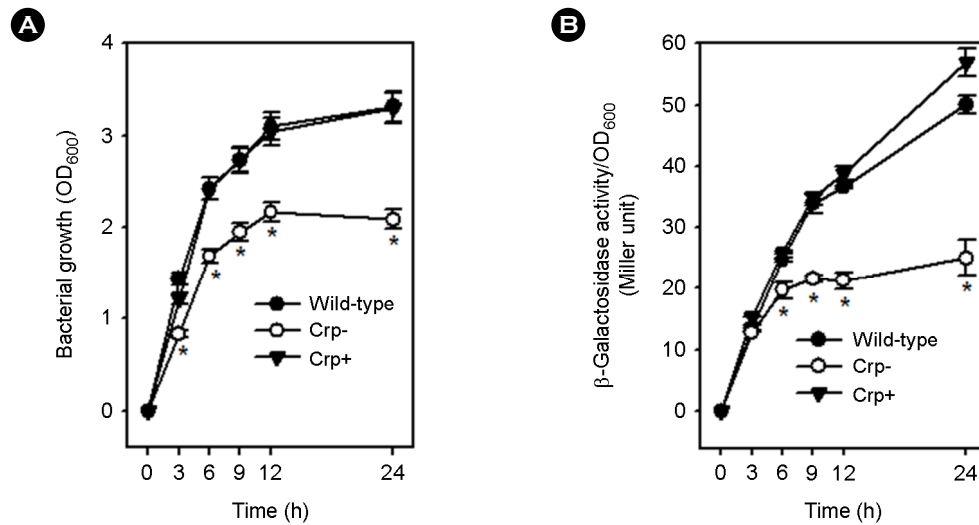 A
4
3
2
1
0
Bacterial growth (OD600)
Wild-type
Crp-
Crp+
*
*
*
*
*
0 3 6 9 12 24
Time (h)
B
60
50
40
30
20
10
0
β-Galactosidase activity/OD600
(Miller unit)
*
*
*
*
Wild-type
Crp-
Crp+
0 3 6 9 12 24
Time (h)